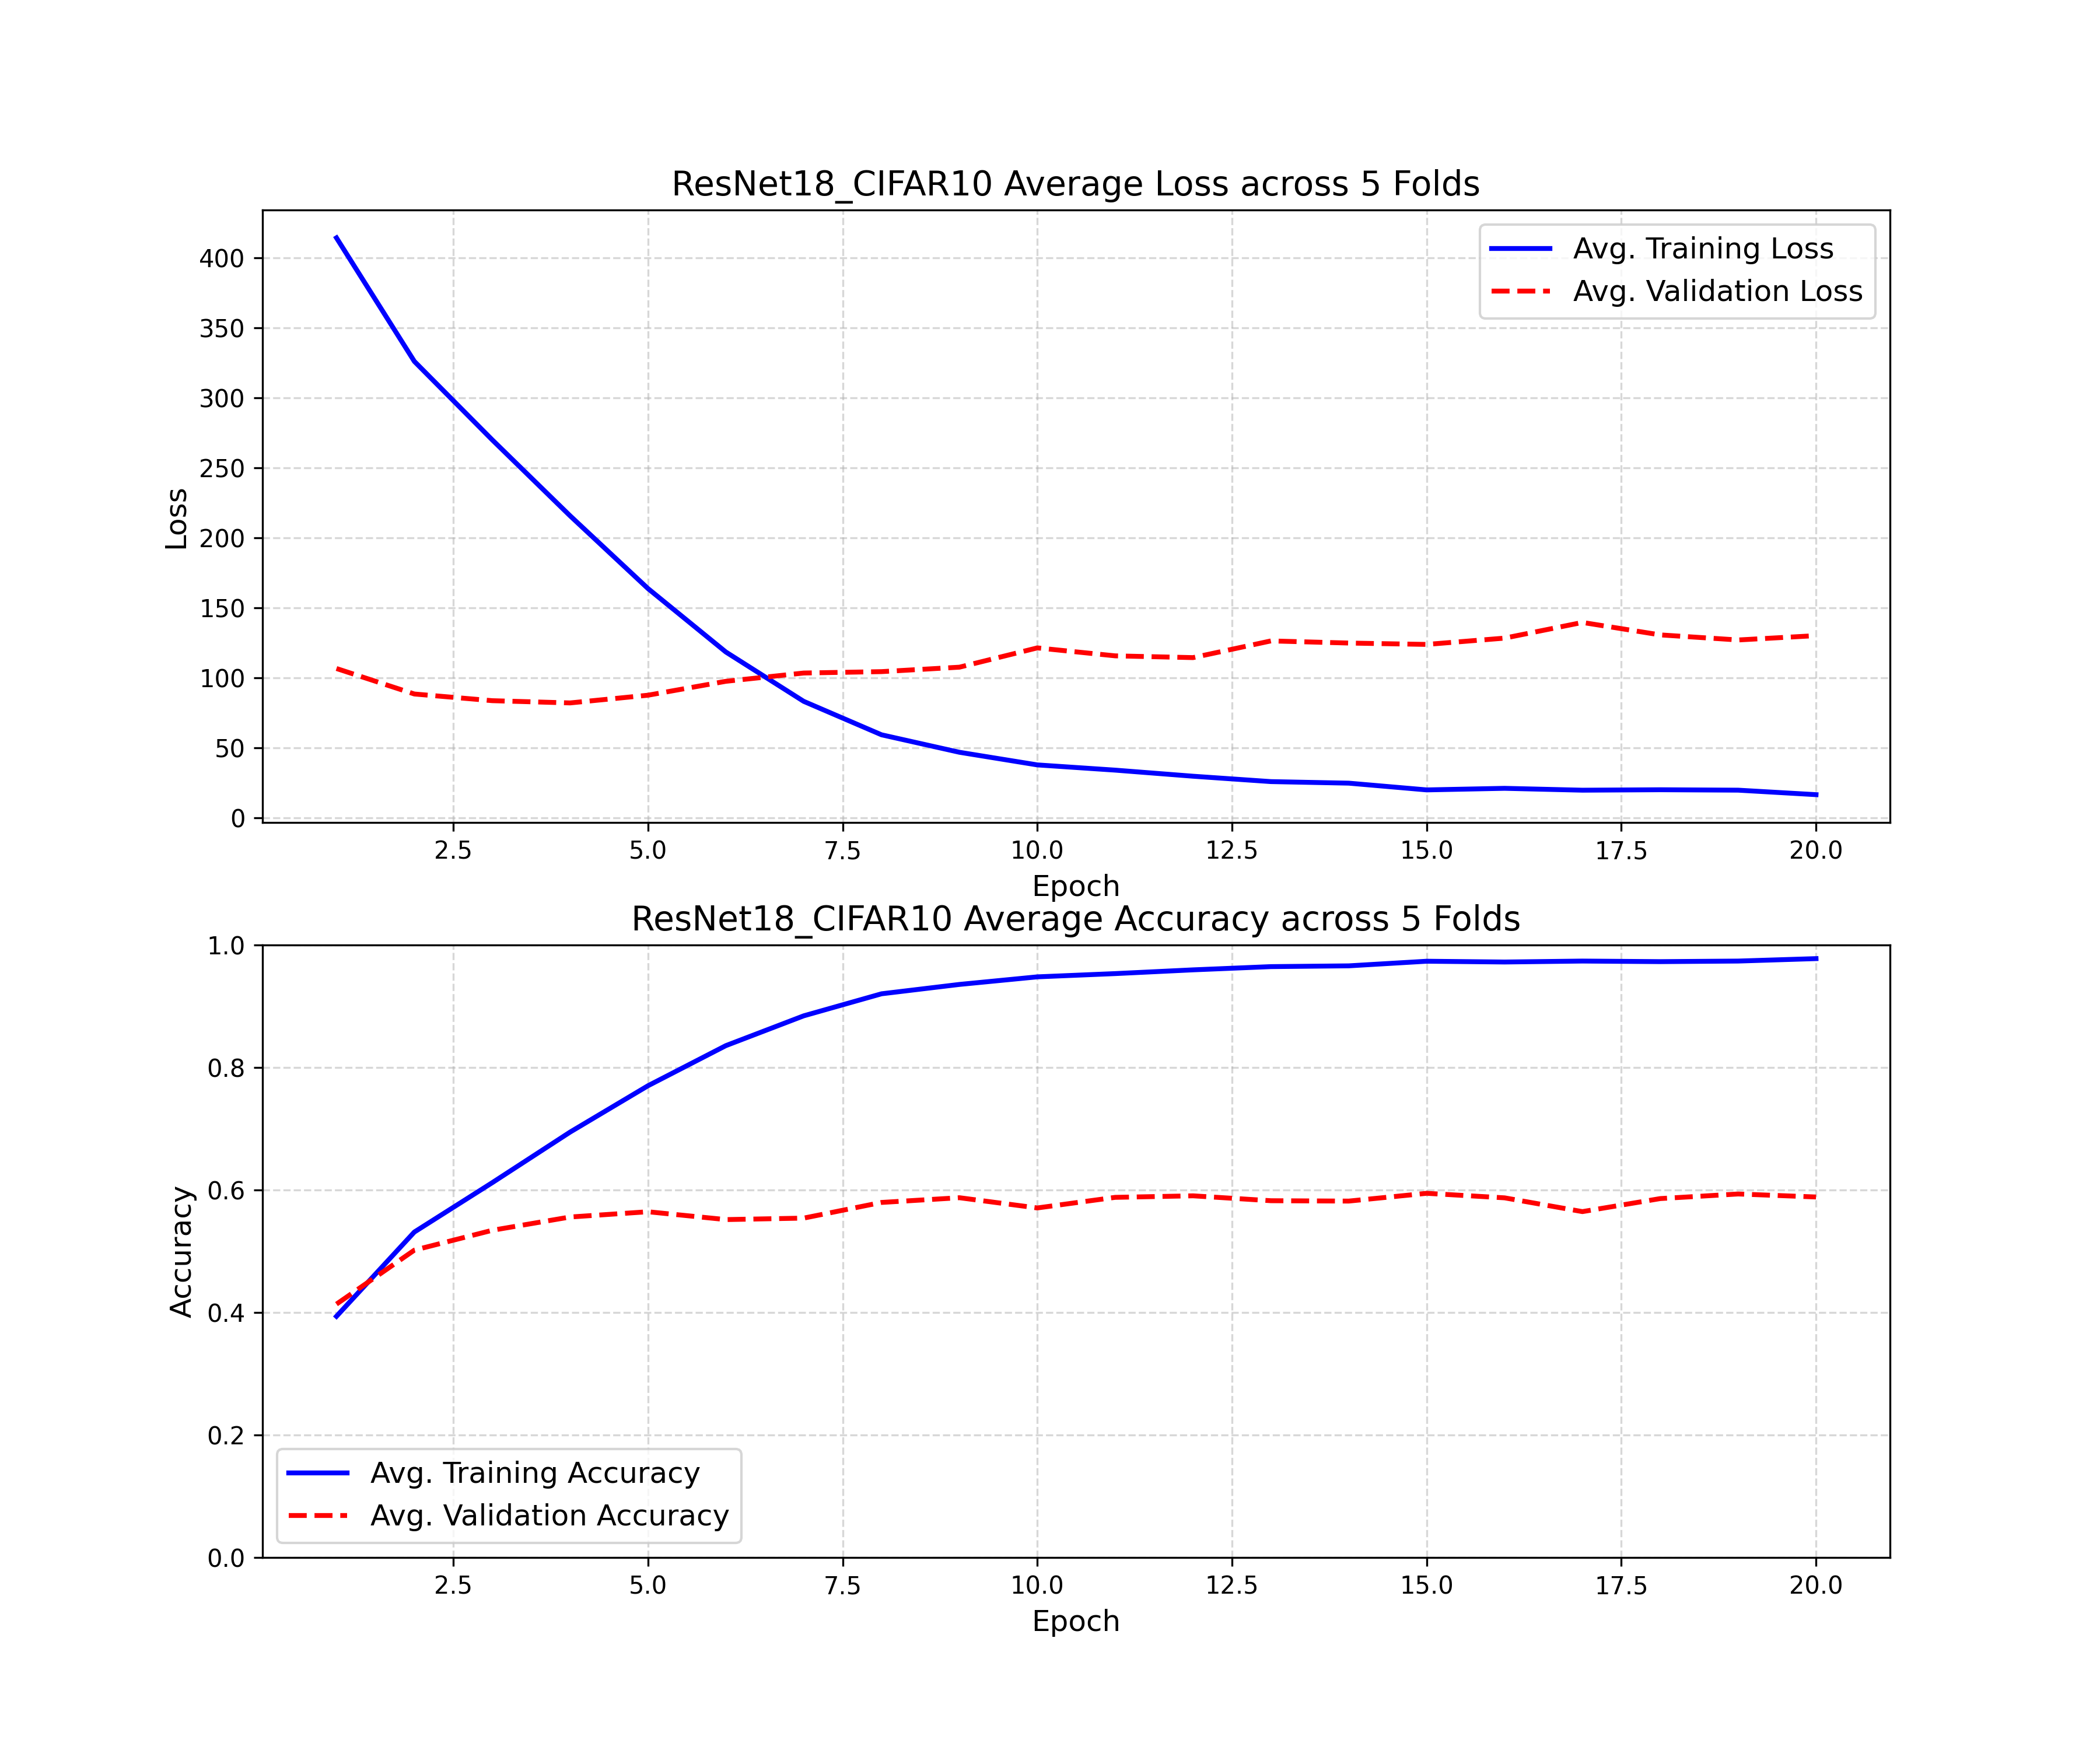 ResNet18_CIFAR10 Average Loss across 5 Folds
Avg. Training Loss
Avg. Validation Loss
400
350
300
250
200
150
100
50
0
Loss
2.5 5.0 7.5 10.0 12.5 15.0 17.5 20.0
Epoch
ResNet18_CIFAR10 Average Accuracy across 5 Folds
1.0
0.8
0.6
0.4
0.2
0.0
Accuracy
Avg. Training Accuracy
Avg. Validation Accuracy
2.5 5.0 7.5 10.0 12.5 15.0 17.5 20.0
Epoch